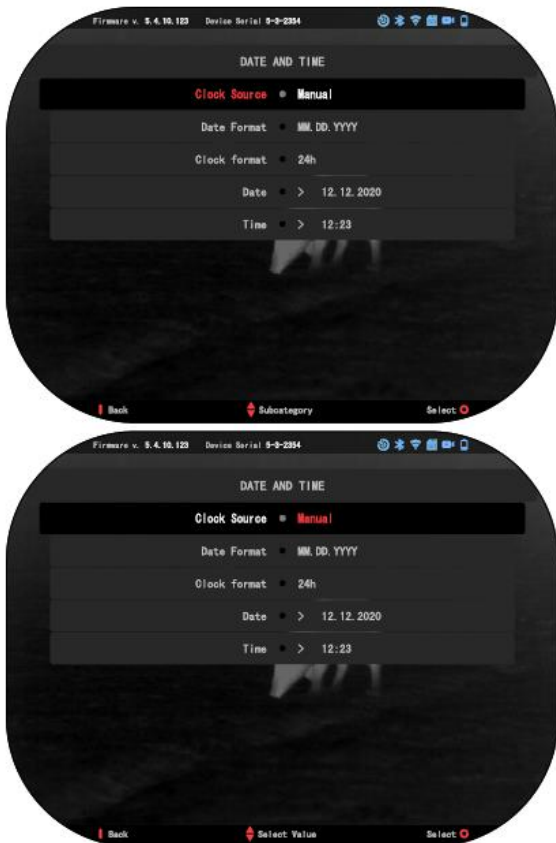 Firmware v. 5.4.10.123 Device Serial 5-3-2354
DATE AND TIME
Clock Source Manual
Date Format MM.DD.YYYY
Clock format 24h
Date > 12.12.2020
Time > 12:23
Back Subcategory Select
Firmware v. 5.4.10.123 Device Serial 5-3-2354
DATE AND TIME
Clock Source Manual
Date Format MM.DD.YYYY
Clock format 24h
Date > 12.12.2020
Time > 12:23
Back Select Value Select